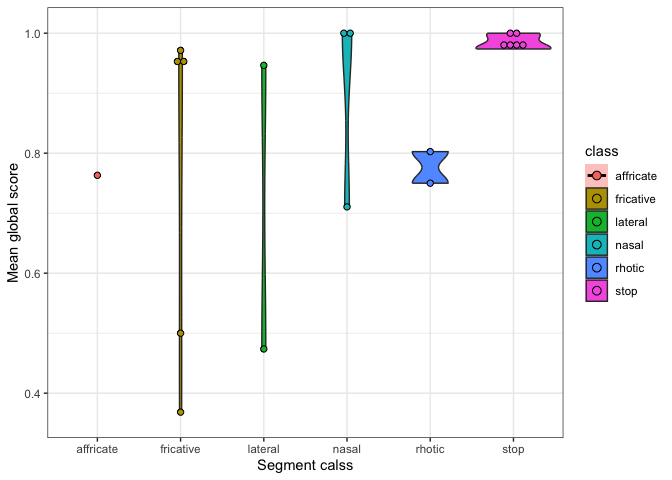 1.0
0.8
0.6
0.4
Mean global score
affricate
fricative
lateral
nasal
rhotic
stop
Segment calss
class
affricate
fricative
lateral
nasal
rhotic
stop